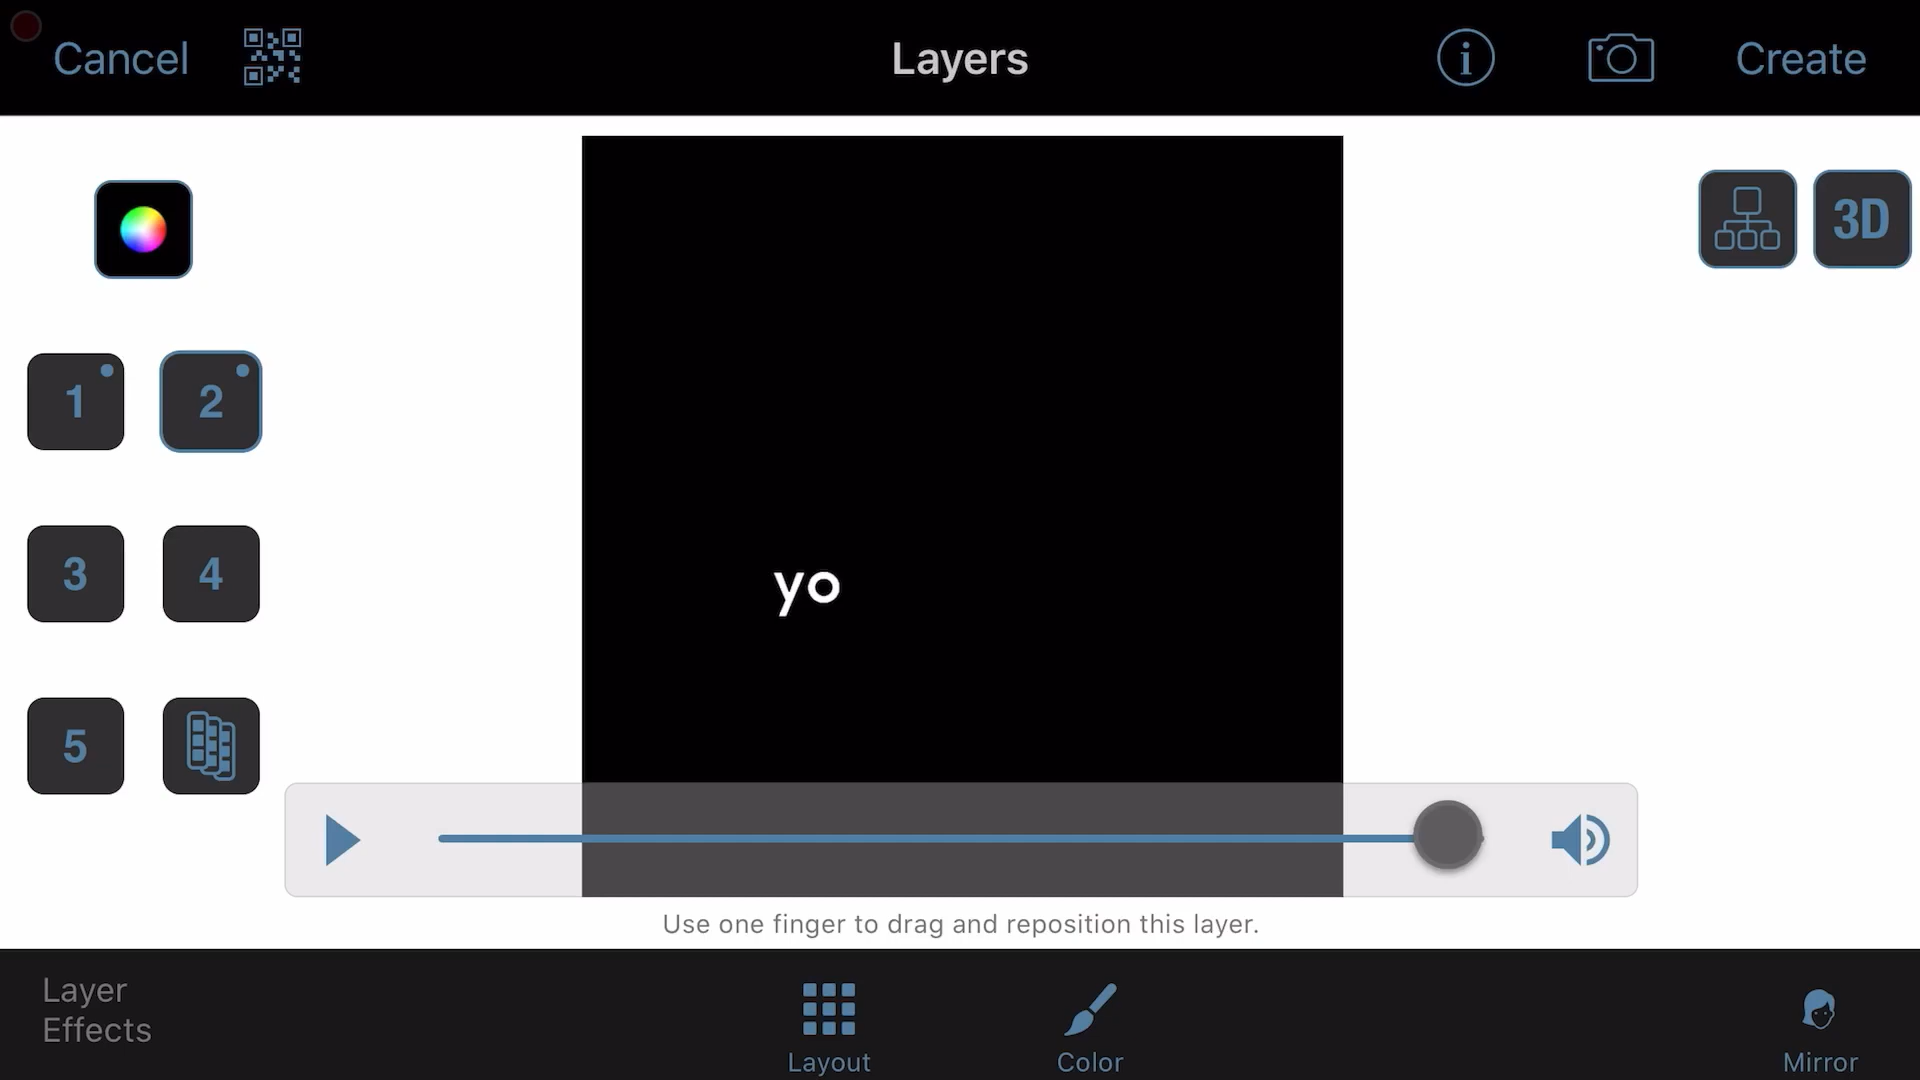 Cancel
Layers
Create
3D
1
2
3
4
5
yo
Use one finger to drag and reposition this layer.
Layer
Effects
Layout
Color
Mirror